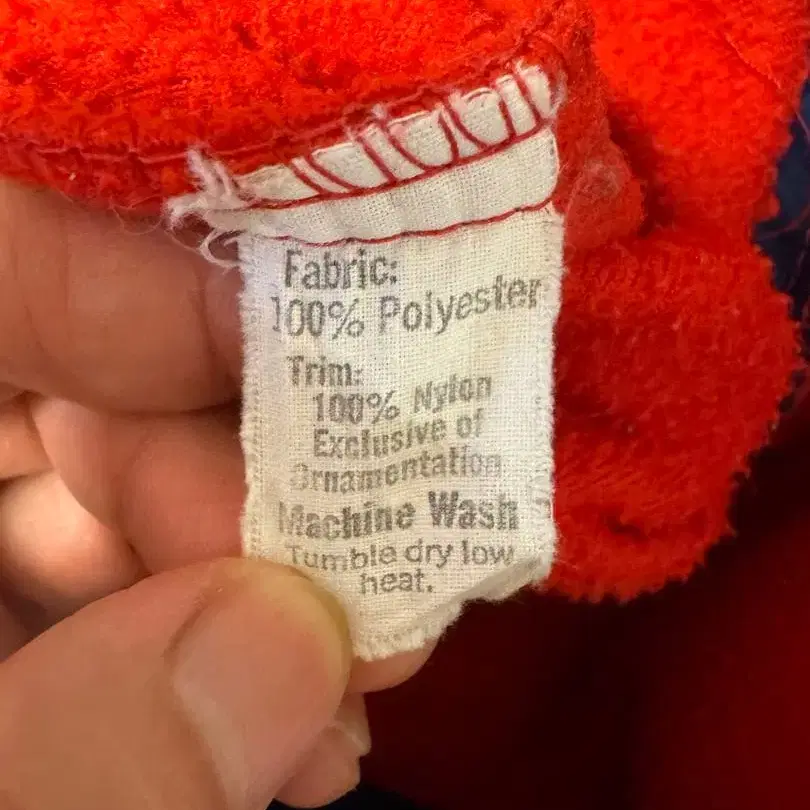 Fabric:
100% Polyester
Trim:
100% Nylon
Exclusive of
Ornamentation
Machine Wash
Tumble dry low
heat.